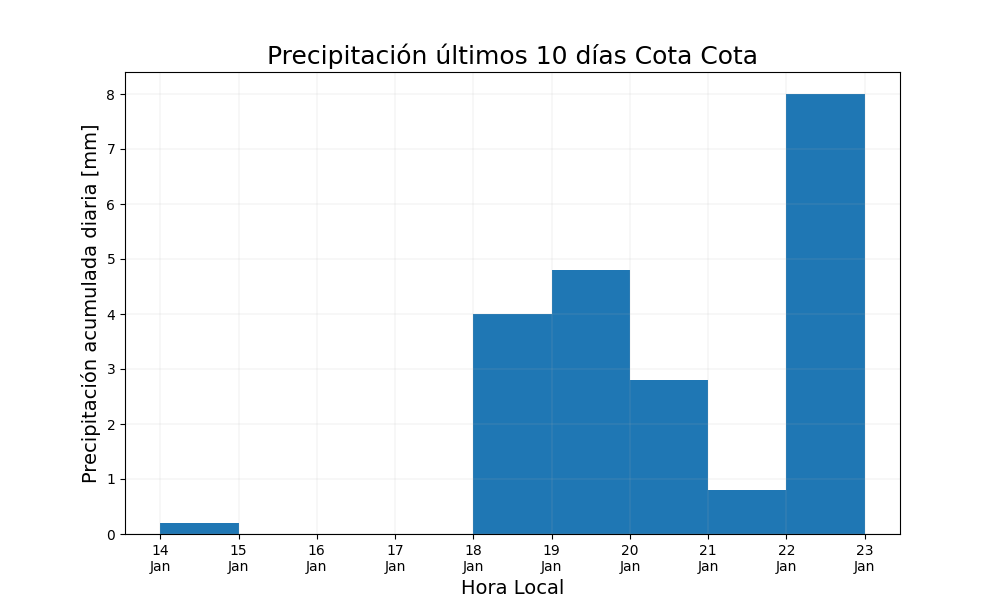 Precipitación últimos 10 días Cota Cota
Precipitación acumulada diaria [mm]
8
7
6
5
4
3
2
1
0
14 15 16 17 18 19 20 21 22 23
Jan Jan Jan Jan Jan Jan Jan Jan Jan Jan
Hora Local